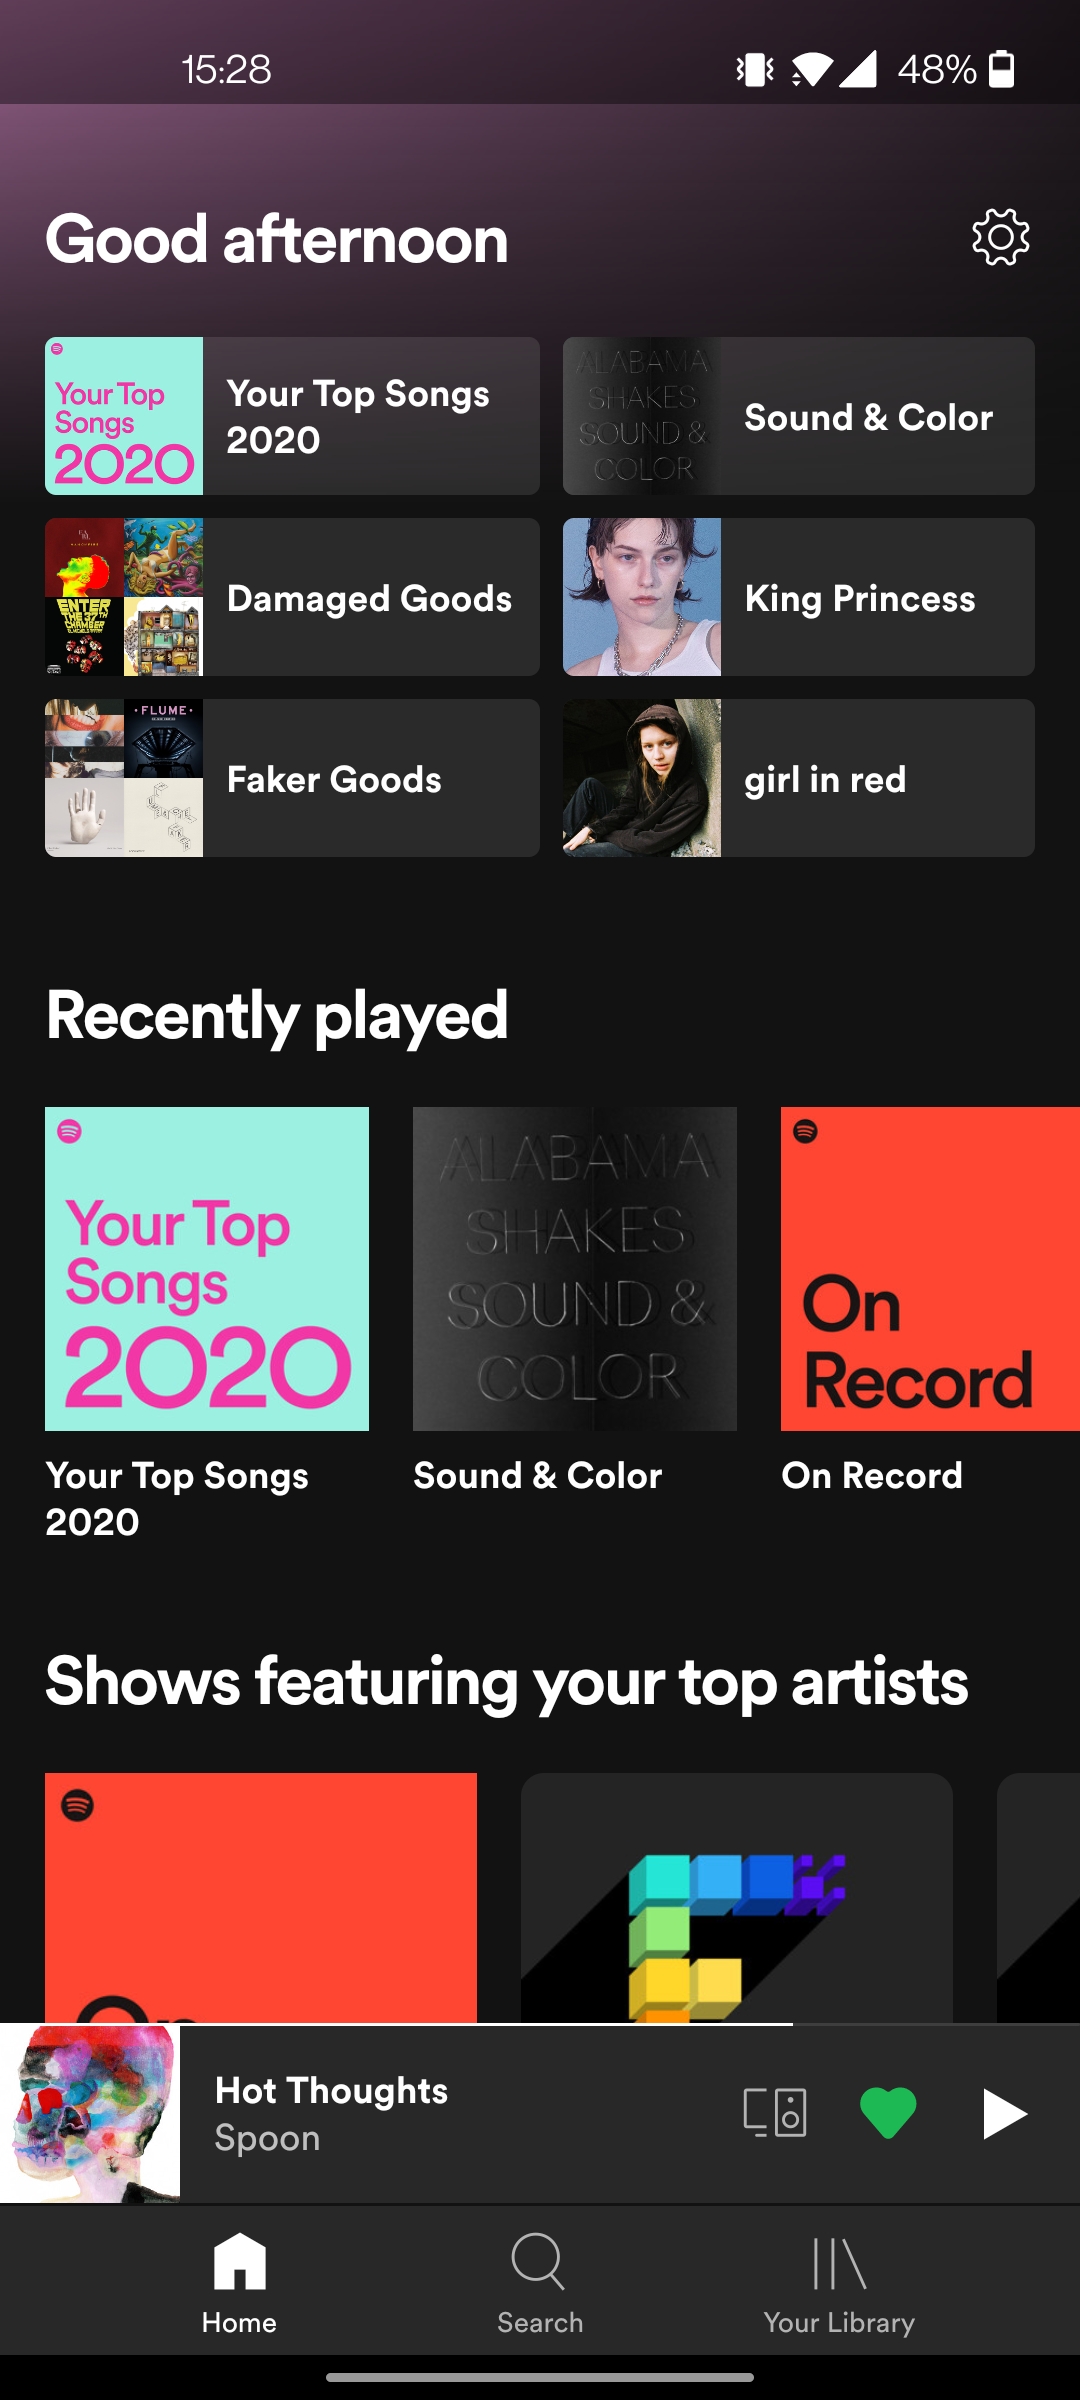 15:28
48%
Good afternoon
Your Top
Songs
2020
Your Top Songs
2020
ALABAMA
SHAKES
SOUND &
COLOR
Sound & Color
ENTER
THE 37TH
CHAMBER
Damaged Goods
King Princess
·FLUME·
Faker Goods
girl in red
Recently played
Your Top
Songs
2020
ALABAMA
SHAKES
SOUND &
COLOR
On
Record
Your Top Songs
2020
Sound & Color
On Record
Shows featuring your top artists
On
Hot Thoughts
Spoon
Home
Search
Your Library